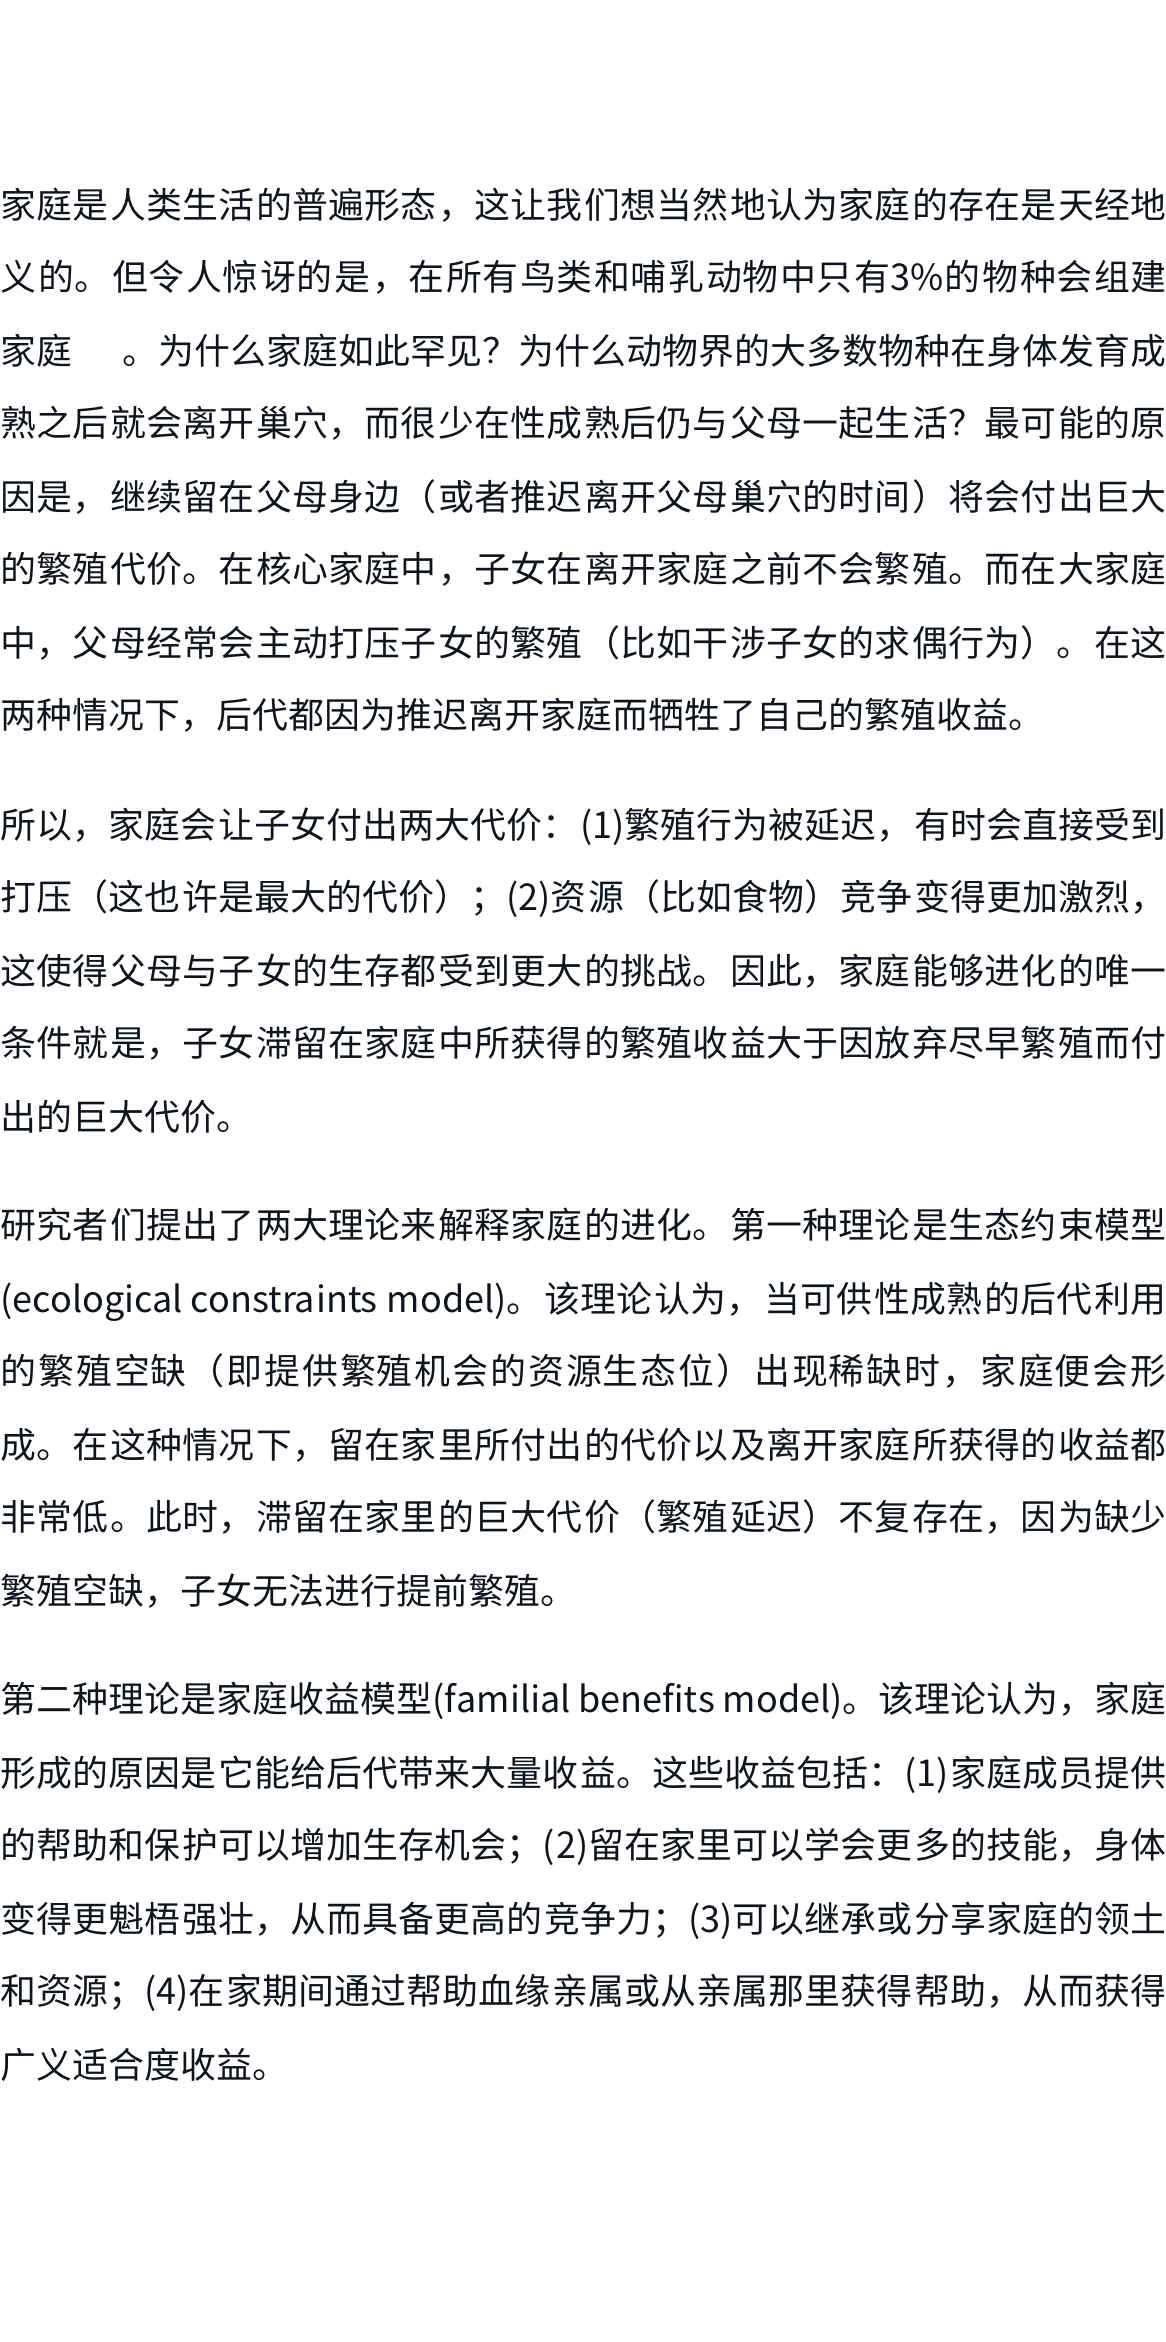 家庭是人类生活的普遍形态，这让我们想当然地认为家庭的存在是天经地
义的。但令人惊讶的是，在所有鸟类和哺乳动物中只有3%的物种会组建
家庭　。为什么家庭如此罕见？为什么动物界的大多数物种在身体发育成
熟之后就会离开巢穴，而很少在性成熟后仍与父母一起生活？最可能的原
因是，继续留在父母身边（或者推迟离开父母巢穴的时间）将会付出巨大
的繁殖代价。在核心家庭中，子女在离开家庭之前不会繁殖。而在大家庭
中，父母经常会主动打压子女的繁殖（比如干涉子女的求偶行为）。在这
两种情况下，后代都因为推迟离开家庭而牺牲了自己的繁殖收益。
所以，家庭会让子女付出两大代价：(1)繁殖行为被延迟，有时会直接受到
打压（这也许是最大的代价）；(2)资源（比如食物）竞争变得更加激烈，
这使得父母与子女的生存都受到更大的挑战。因此，家庭能够进化的唯一
条件就是，子女滞留在家庭中所获得的繁殖收益大于因放弃尽早繁殖而付
出的巨大代价。
研究者们提出了两大理论来解释家庭的进化。第一种理论是生态约束模型
(ecological constraints model)。该理论认为，当可供性成熟的后代利用
的繁殖空缺（即提供繁殖机会的资源生态位）出现稀缺时，家庭便会形
成。在这种情况下，留在家里所付出的代价以及离开家庭所获得的收益都
非常低。此时，滞留在家里的巨大代价（繁殖延迟）不复存在，因为缺少
繁殖空缺，子女无法进行提前繁殖。
第二种理论是家庭收益模型(familial benefits model)。该理论认为，家庭
形成的原因是它能给后代带来大量收益。这些收益包括：(1)家庭成员提供
的帮助和保护可以增加生存机会；(2)留在家里可以学会更多的技能，身体
变得更魁梧强壮，从而具备更高的竞争力；(3)可以继承或分享家庭的领土
和资源；(4)在家期间通过帮助血缘亲属或从亲属那里获得帮助，从而获得
广义适合度收益。